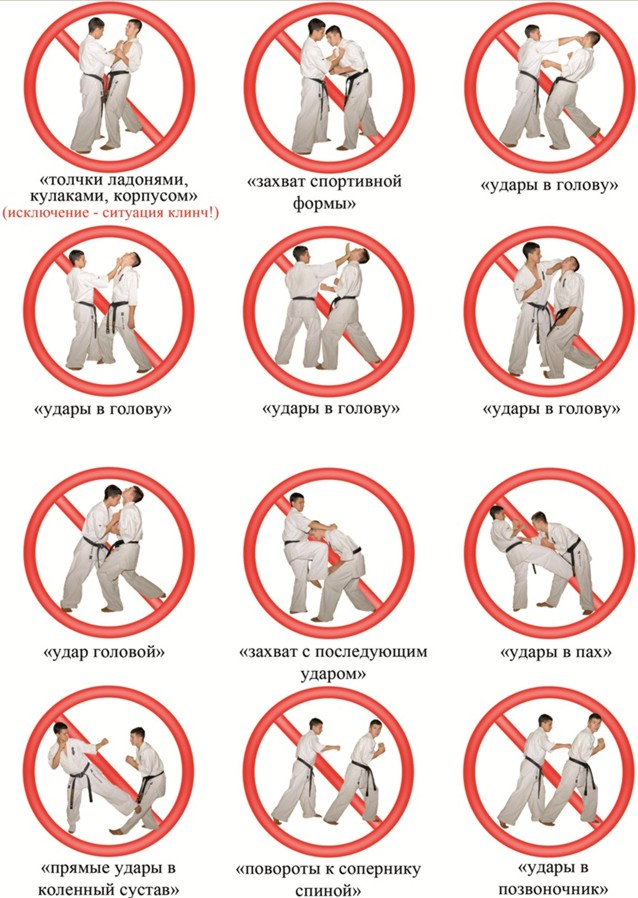 «толчки ладонями,
кулаками, корпусом»
(исключение - ситуация клинч!)
«захват спортивной
формы»
«удары в голову»
«удары в голову»
«удары в голову»
«удары в голову»
«удар головой»
«захват с последующим
ударом»
«удары в пах»
«прямые удары в
коленный сустав»
«повороты к сопернику
спиной»
«удары в
позвоночник»